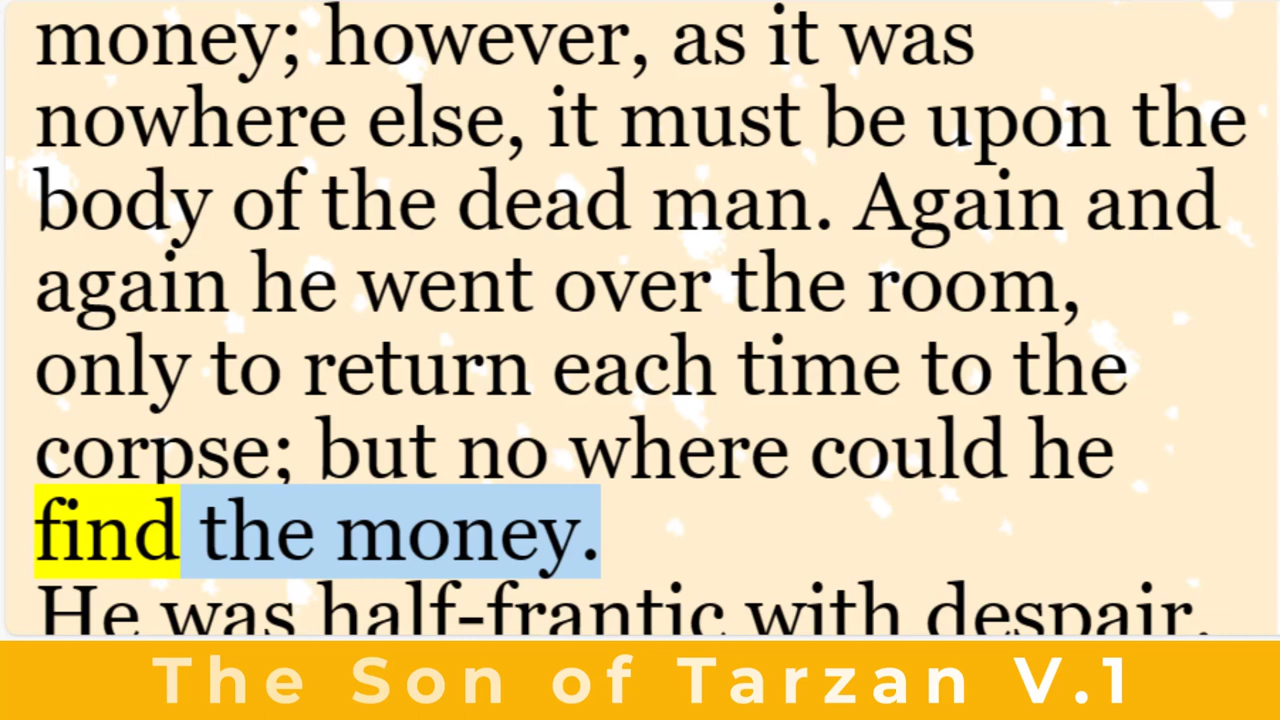 money; however, as it was
nowhere else, it must be upon the
body of the dead man. Again and
again he went over the room,
only to return each time to the
corpse; but no where could he
find the money.
He was half-frantic with despair.
The Son of Tarzan V.1